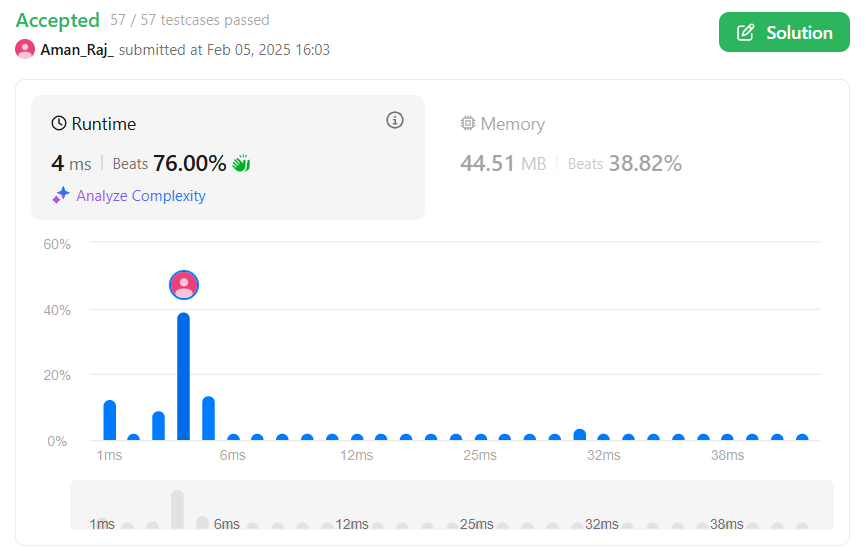 Accepted 57 / 57 testcases passed
Aman_Raj_ submitted at Feb 05, 2025 16:03
Solution
Runtime
4 ms | Beats 76.00%
Analyze Complexity
Memory
44.51 MB | Beats 38.82%
60%
40%
20%
0%
1ms 6ms 12ms 25ms 32ms 38ms
1ms 6ms 12ms 25ms 32ms 38ms